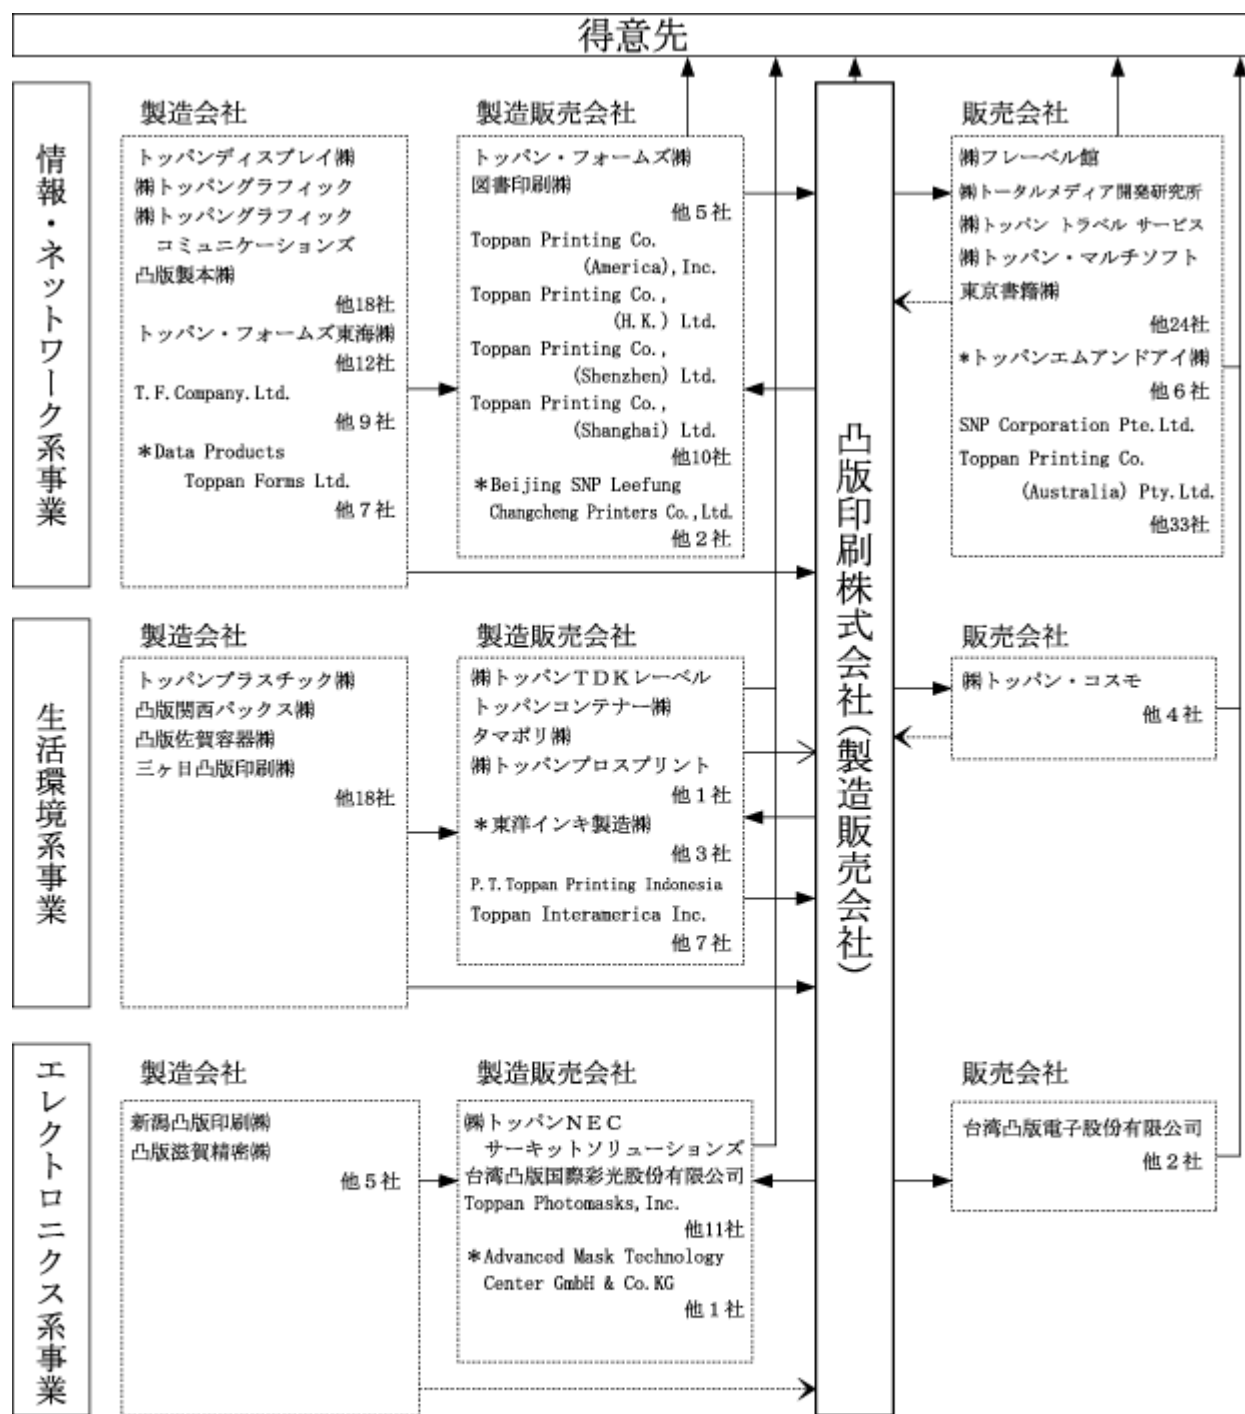 得意先
情報・ネットワーク系事業
製造会社
トッパンディスプレイ㈱
㈱トッパングラフィック
㈱トッパングラフィック
コミュニケーションズ
凸版製本㈱
他18社
トッパン・フォームズ東海㈱
他12社
T.F.Company.Ltd.
他９社
＊Data Products
Toppan Forms Ltd.
他７社
製造販売会社
トッパン・フォームズ㈱
図書印刷㈱
他５社
Toppan Printing Co.
(America),Inc.
Toppan Printing Co.,
(H.K.) Ltd.
Toppan Printing Co.,
(Shenzhen) Ltd.
Toppan Printing Co.,
(Shanghai) Ltd.
他10社
＊Beijing SNP Leefung
Changcheng Printers Co.,Ltd.
他２社
凸版印刷株式会社（製造販売会社）
販売会社
㈱フレーベル館
㈱トータルメディア開発研究所
㈱トッパン トラベル サービス
㈱トッパン・マルチソフト
東京書籍㈱
他24社
＊トッパンエムアンドアイ㈱
他６社
SNP Corporation Pte.Ltd.
Toppan Printing Co.
(Australia) Pty.Ltd.
他33社
生活環境系事業
製造会社
トッパンプラスチック㈱
凸版関西パックス㈱
凸版佐賀容器㈱
三ヶ日凸版印刷㈱
他18社
製造販売会社
㈱トッパンＴＤＫレーベル
トッパンコンテナー㈱
タマポリ㈱
㈱トッパンプロスプリント
他１社
＊東洋インキ製造㈱
他３社
P.T.Toppan Printing Indonesia
Toppan Interamerica Inc.
他７社
販売会社
㈱トッパン・コスモ
他４社
エレクトロニクス系事業
製造会社
新潟凸版印刷㈱
凸版滋賀精密㈱
他５社
製造販売会社
㈱トッパンＮＥＣ
サーキットソリューションズ
台湾凸版国際彩光股份有限公司
Toppan Photomasks,Inc.
他11社
＊Advanced Mask Technology
Center GmbH & Co.KG
他１社
販売会社
台湾凸版電子股份有限公司
他２社